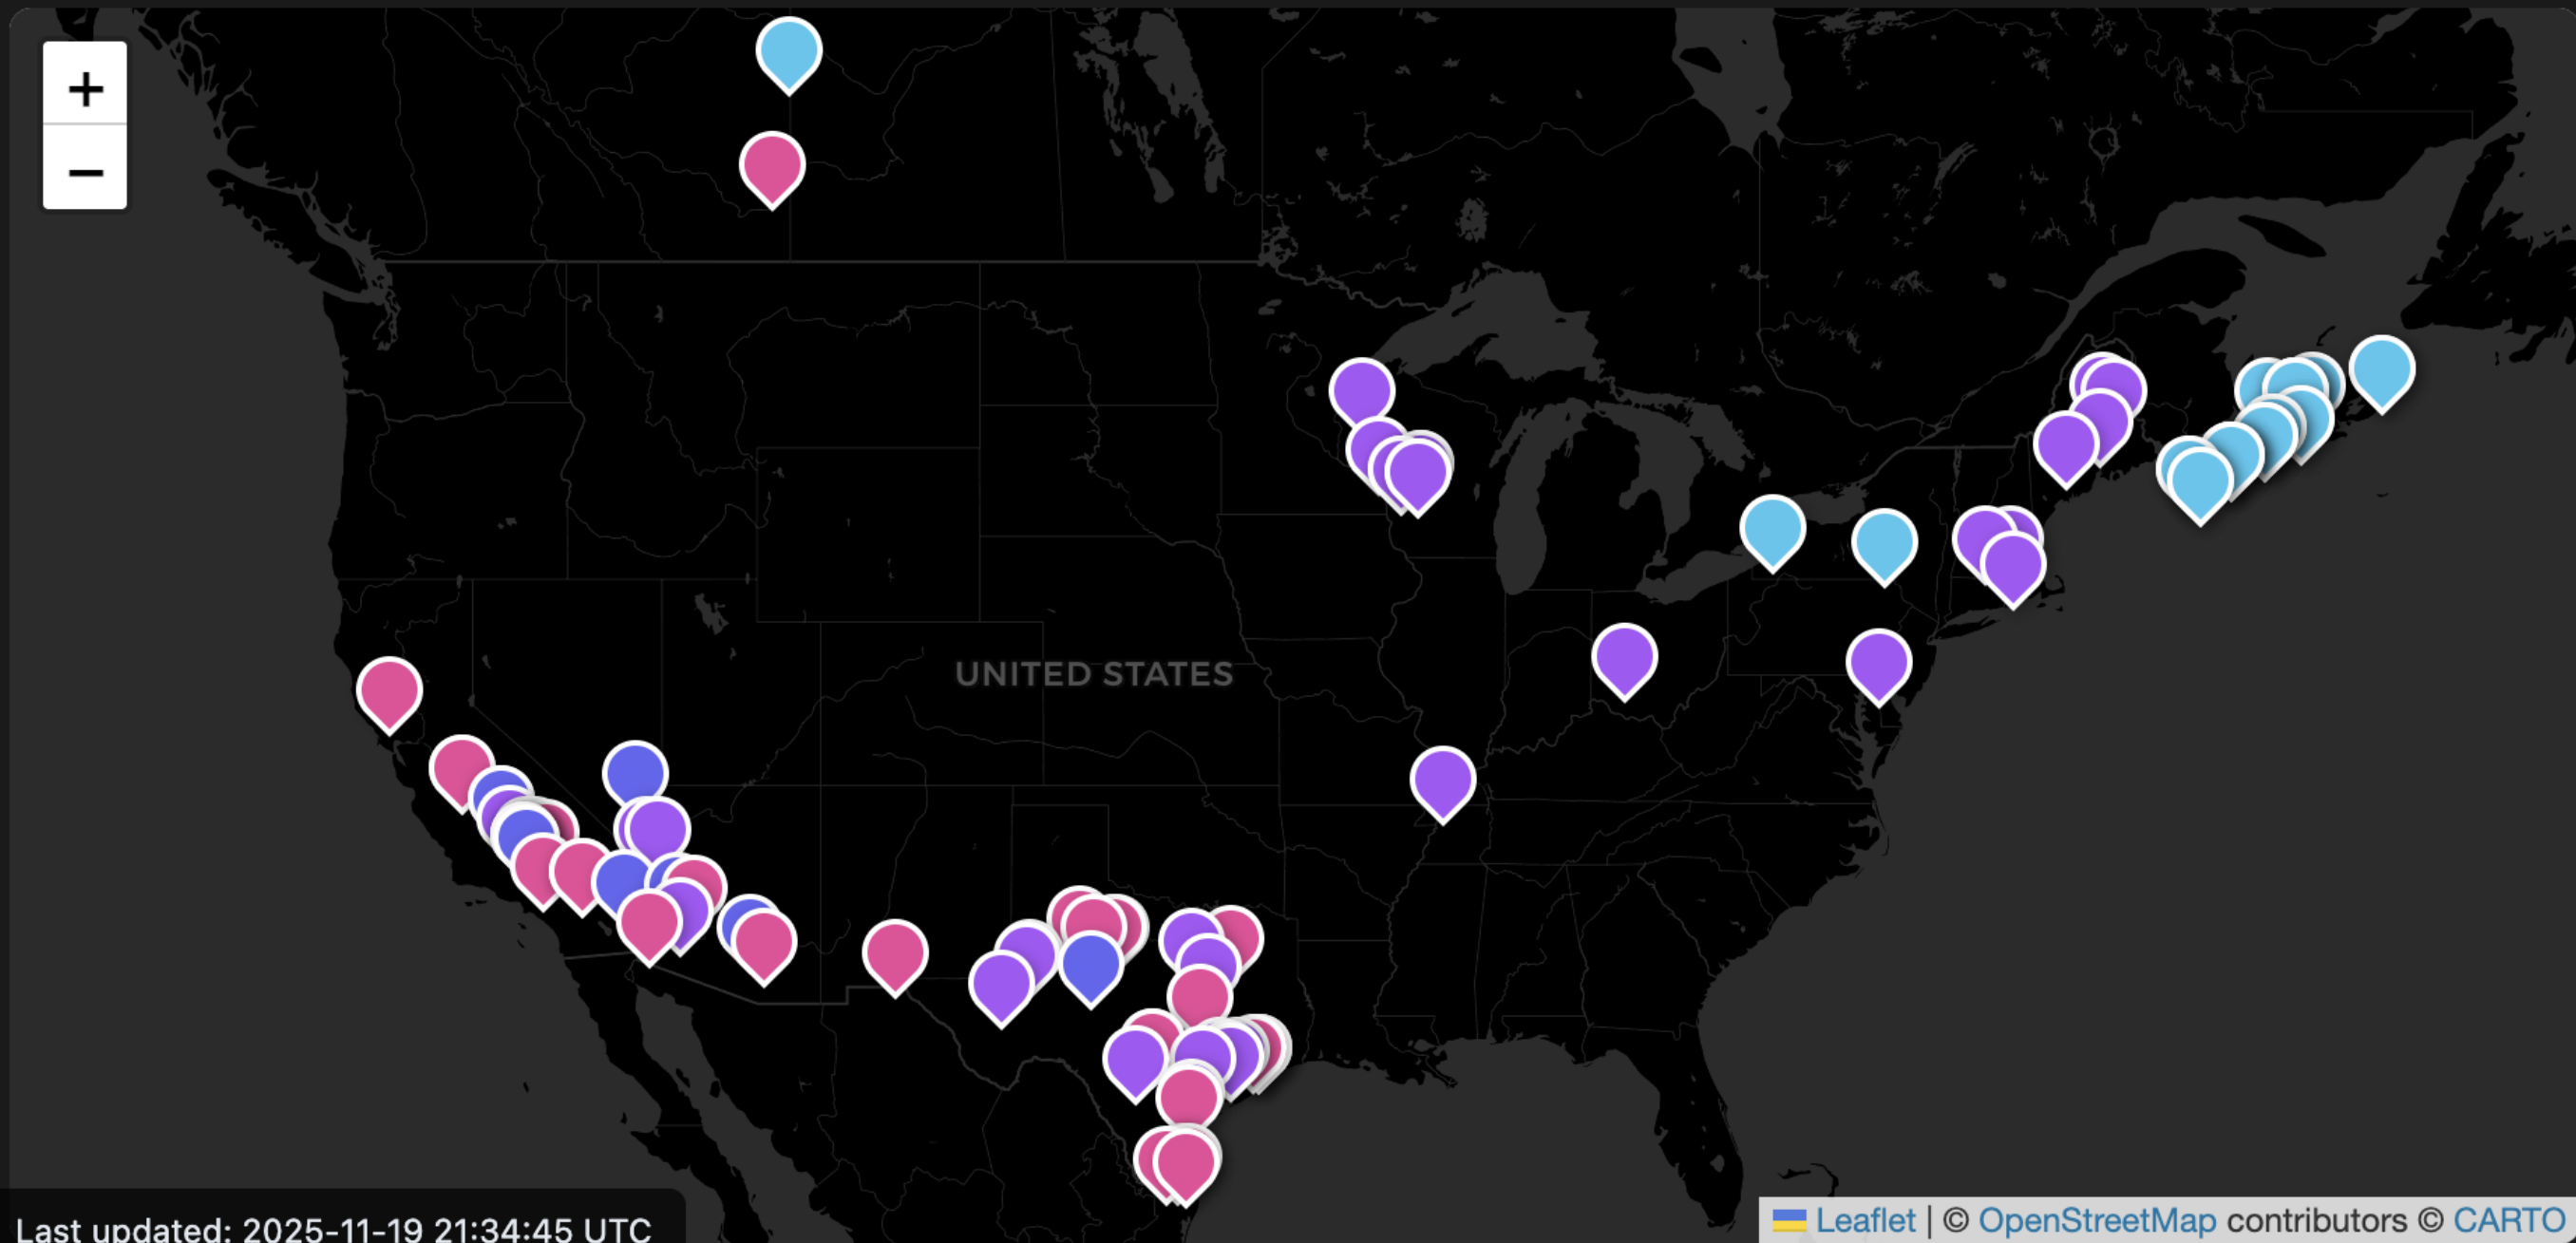 +
−
UNITED STATES
Last updated: 2025-11-19 21:34:45 UTC
Leaflet | © OpenStreetMap contributors © CARTO